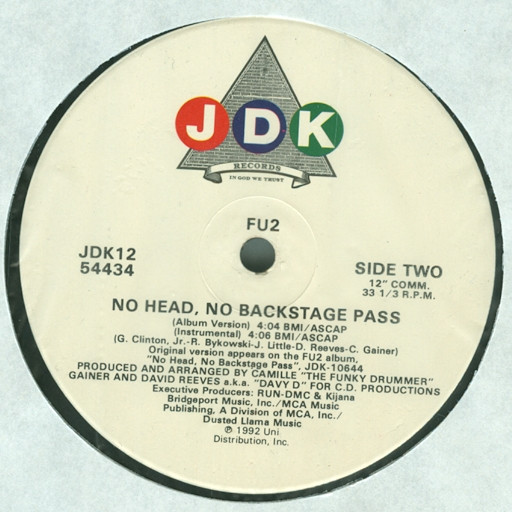 JDK
RECORDS
IN GOD WE TRUST
FU2
JDK12
54434
SIDE TWO
12" COMM.
33 1/3 R.P.M.
NO HEAD, NO BACKSTAGE PASS
(Album Version) 4:04 BMI/ASCAP
(Instrumental) 4:06 BMI/ASCAP
(G. Clinton, Jr.-R. Bykowski-J. Little-D. Reeves-C. Gainer)
Original version appears on the FU2 album,
"No Head, No Backstage Pass", JDK-10644
PRODUCED AND ARRANGED BY CAMILLE "THE FUNKY DRUMMER"
GAINER AND DAVID REEVES a.k.a. "DAVY D" FOR C.D. PRODUCTIONS
Executive Producers: RUN-DMC & Kijana
Bridgeport Music, Inc./MCA Music
Publishing, A Division of MCA, Inc./
Dusted Llama Music
℗ 1992 Uni
Distribution, Inc.